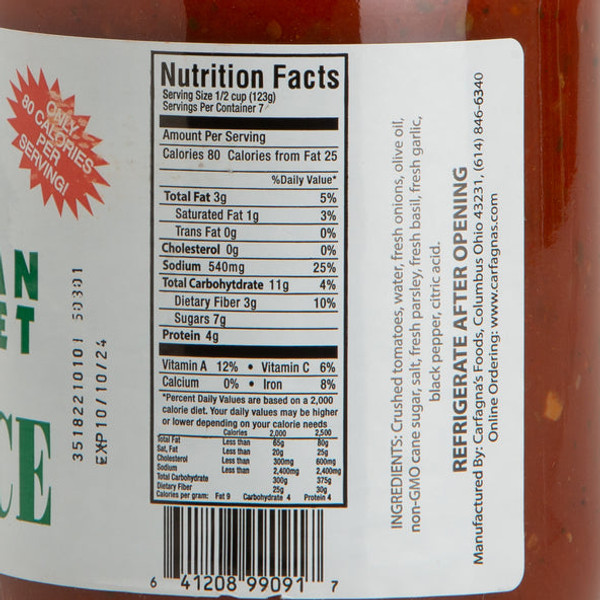 ONLY
80 CALORIES
PER
SERVING!
AN
ET
CE
35182210101 50301
EXP10/10/24
Nutrition Facts
Serving Size 1/2 cup (123g)
Servings Per Container 7
Amount Per Serving
Calories 80 Calories from Fat 25
%Daily Value*
Total Fat 3g 5%
Saturated Fat 1g 3%
Trans Fat 0g 0%
Cholesterol 0g 0%
Sodium 540mg 25%
Total Carbohytdrate 11g 4%
Dietary Fiber 3g 10%
Sugars 7g
Protein 4g
Vitamin A 12% • Vitamin C 6%
Calcium 0% • Iron 8%
*Percent Daily Values are based on a 2,000
calorie diet. Your daily values may be higher
or lower depending on your calorie needs
Calories 2,000 2,500
Total Fat Less than 65g 80g
Sat, Fat Less than 20g 25g
Cholesterol Less than 300mg 600mg
Sodium Less than 2,400mg 2,400mg
Total Carbohydrate 300g 375g
Dietary Fiber 25g 30g
Calories per gram: Fat 9 Carbohydrate 4 Protein 4
6 41208 99091 7
INGREDIENTS: Crushed tomatoes, water, fresh onions, olive oil,
non-GMO cane sugar, salt, fresh parsley, fresh basil, fresh garlic,
black pepper, citric acid.
REFRIGERATE AFTER OPENING
Manufactured By: Carfagna's Foods, Columbus Ohio 43231, (614) 846-6340
Online Ordering: www.carfagnas.com